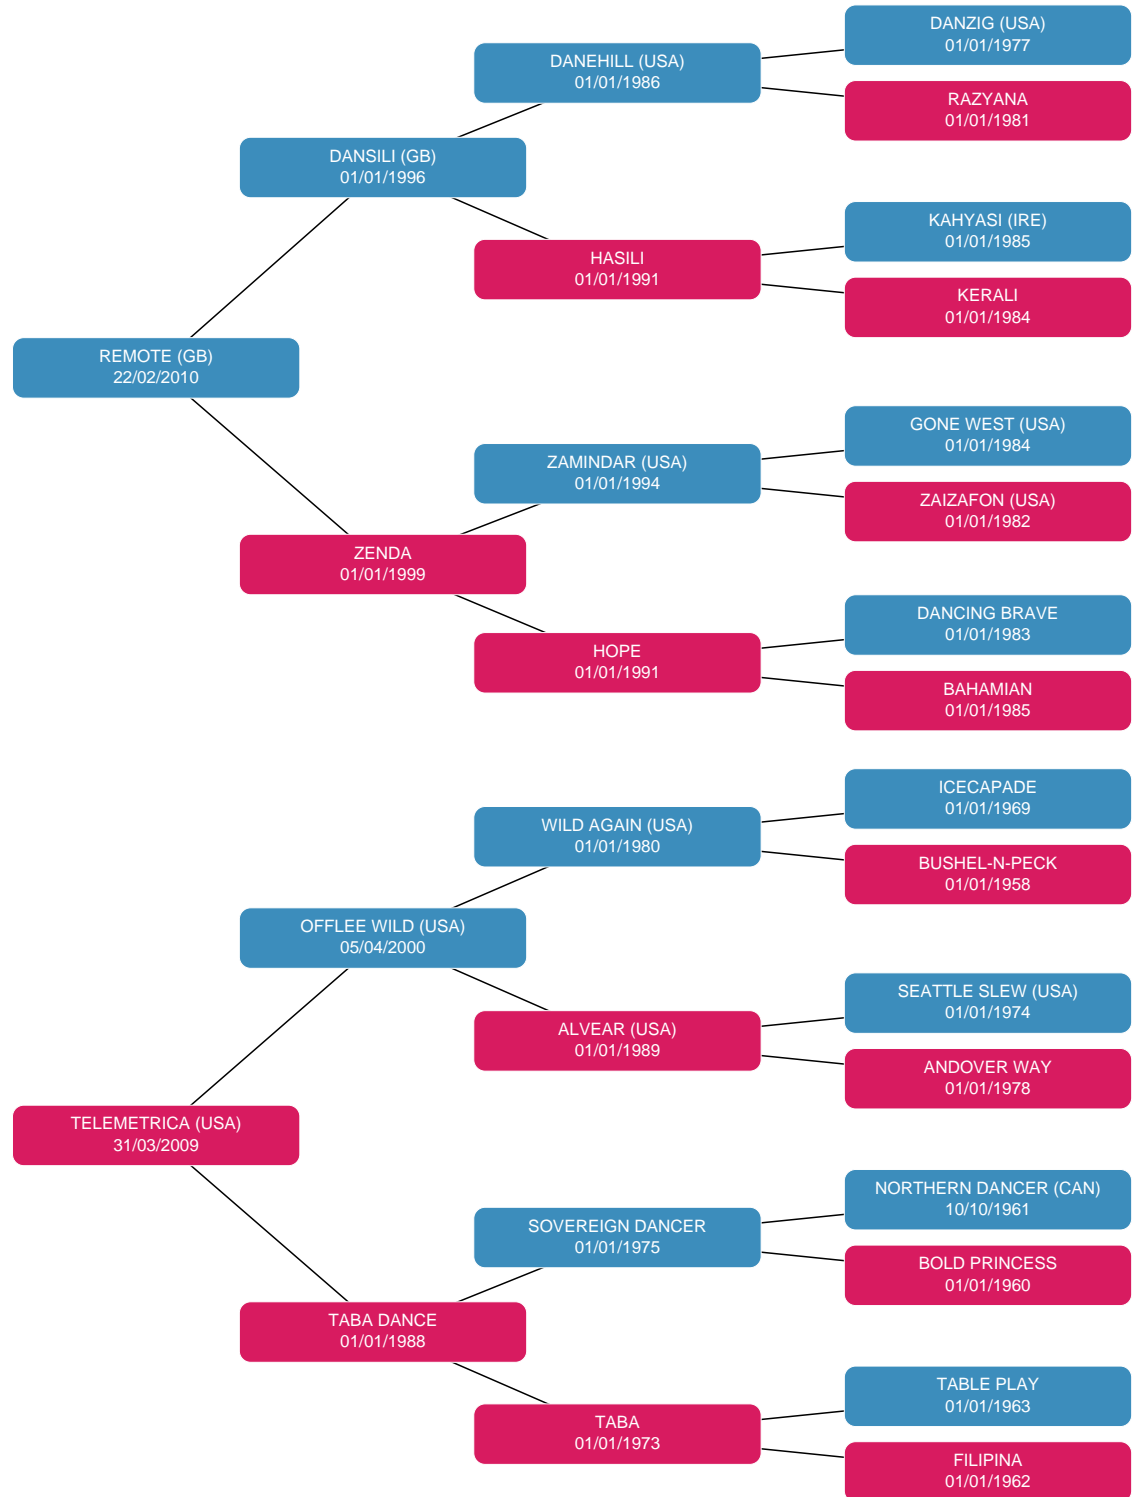 DANZIG (USA)
01/01/1977
DANEHILL (USA)
01/01/1986
RAZYANA
01/01/1981
DANSILI (GB)
01/01/1996
KAHYASI (IRE)
01/01/1985
HASILI
01/01/1991
KERALI
01/01/1984
REMOTE (GB)
22/02/2010
GONE WEST (USA)
01/01/1984
ZAMINDAR (USA)
01/01/1994
ZAIZAFON (USA)
01/01/1982
ZENDA
01/01/1999
DANCING BRAVE
01/01/1983
HOPE
01/01/1991
BAHAMIAN
01/01/1985
ICECAPADE
01/01/1969
WILD AGAIN (USA)
01/01/1980
BUSHEL-N-PECK
01/01/1958
OFFLEE WILD (USA)
05/04/2000
SEATTLE SLEW (USA)
01/01/1974
ALVEAR (USA)
01/01/1989
ANDOVER WAY
01/01/1978
TELEMETRICA (USA)
31/03/2009
NORTHERN DANCER (CAN)
10/10/1961
SOVEREIGN DANCER
01/01/1975
BOLD PRINCESS
01/01/1960
TABA DANCE
01/01/1988
TABLE PLAY
01/01/1963
TABA
01/01/1973
FILIPINA
01/01/1962